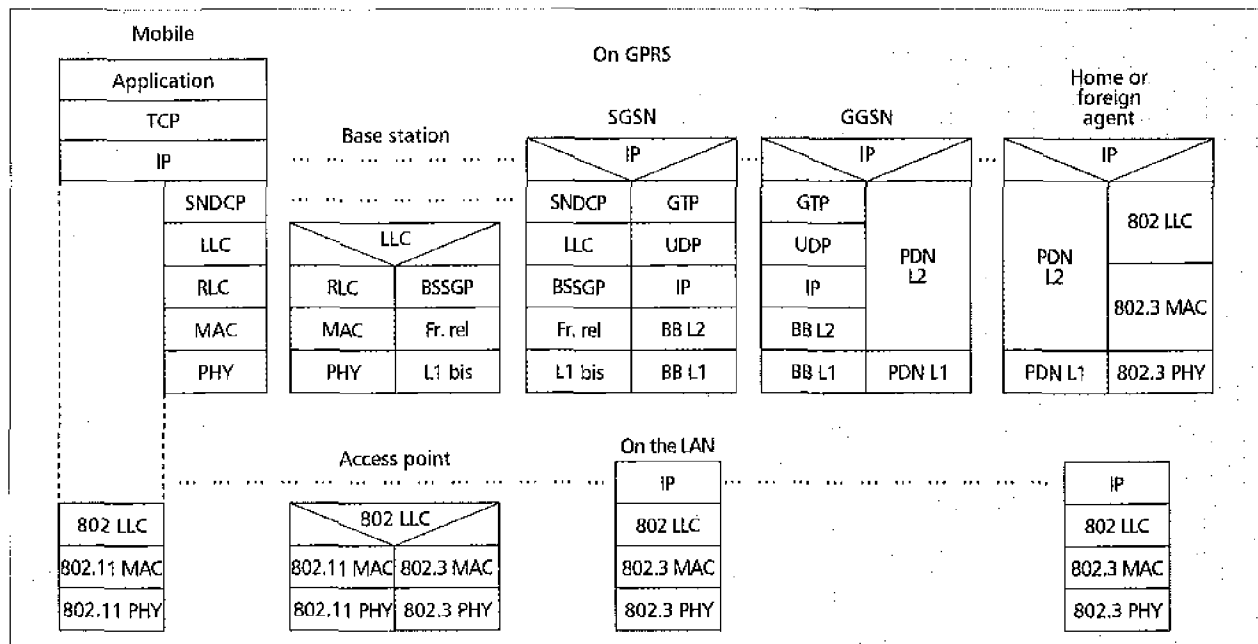 Mobile
On GPRS
Application
TCP
IP
SNDCP
LLC
RLC
MAC
PHY
Base station
LLC
RLC BSSGP
MAC Fr. rel
PHY L1 bis
SGSN
IP
SNDCP GTP
LLC UDP
BSSGP IP
Fr. rel BB L2
L1 bis BB L1
GGSN
IP
GTP
UDP
IP
BB L2
BB L1
PDN
L2
PDN L1
Home or
foreign
agent
IP
PDN
L2
PDN L1
802 LLC
802.3 MAC
802.3 PHY
On the LAN
802 LLC
802.11 MAC
802.11 PHY
Access point
802 LLC
802.11 MAC 802.3 MAC
802.11 PHY 802.3 PHY
IP
802 LLC
802.3 MAC
802.3 PHY
IP
802 LLC
802.3 MAC
802.3 PHY